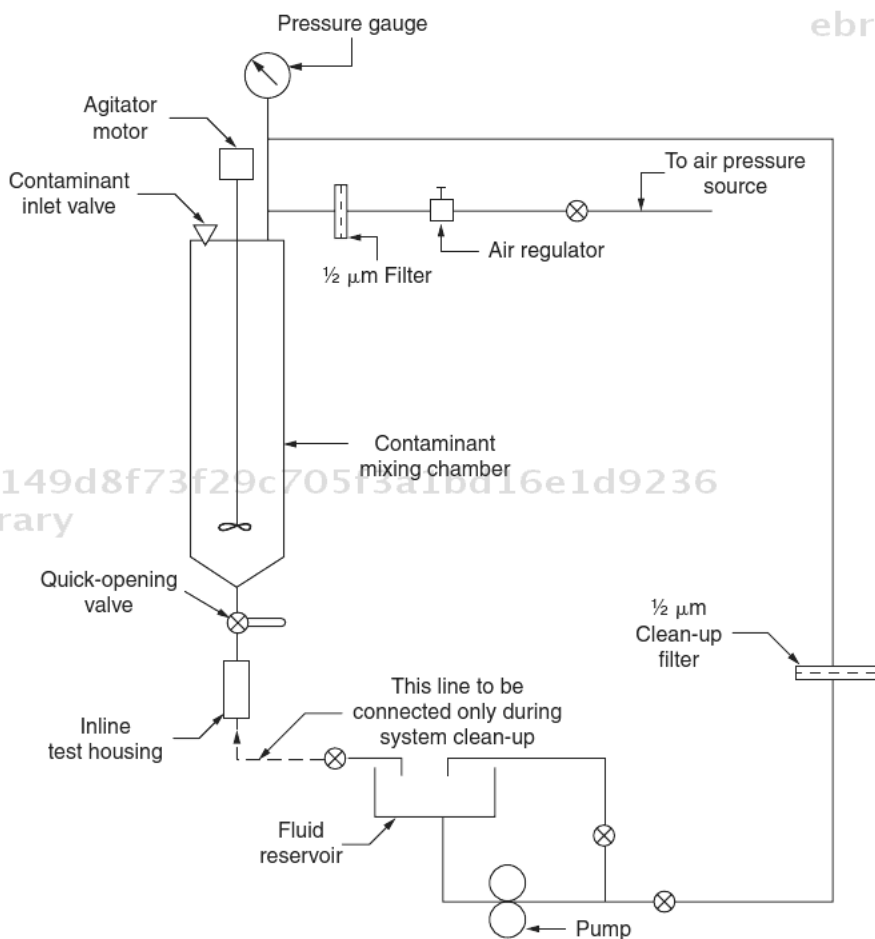 ebr
Pressure gauge
Agitator
motor
Contaminant
inlet valve
To air pressure
source
Air regulator
½ μm Filter
Contaminant
mixing chamber
149d8f73f29c705f3a1bd16e1d9236
rary
Quick-opening
valve
½ μm
Clean-up
filter
This line to be
connected only during
system clean-up
Inline
test housing
Fluid
reservoir
Pump